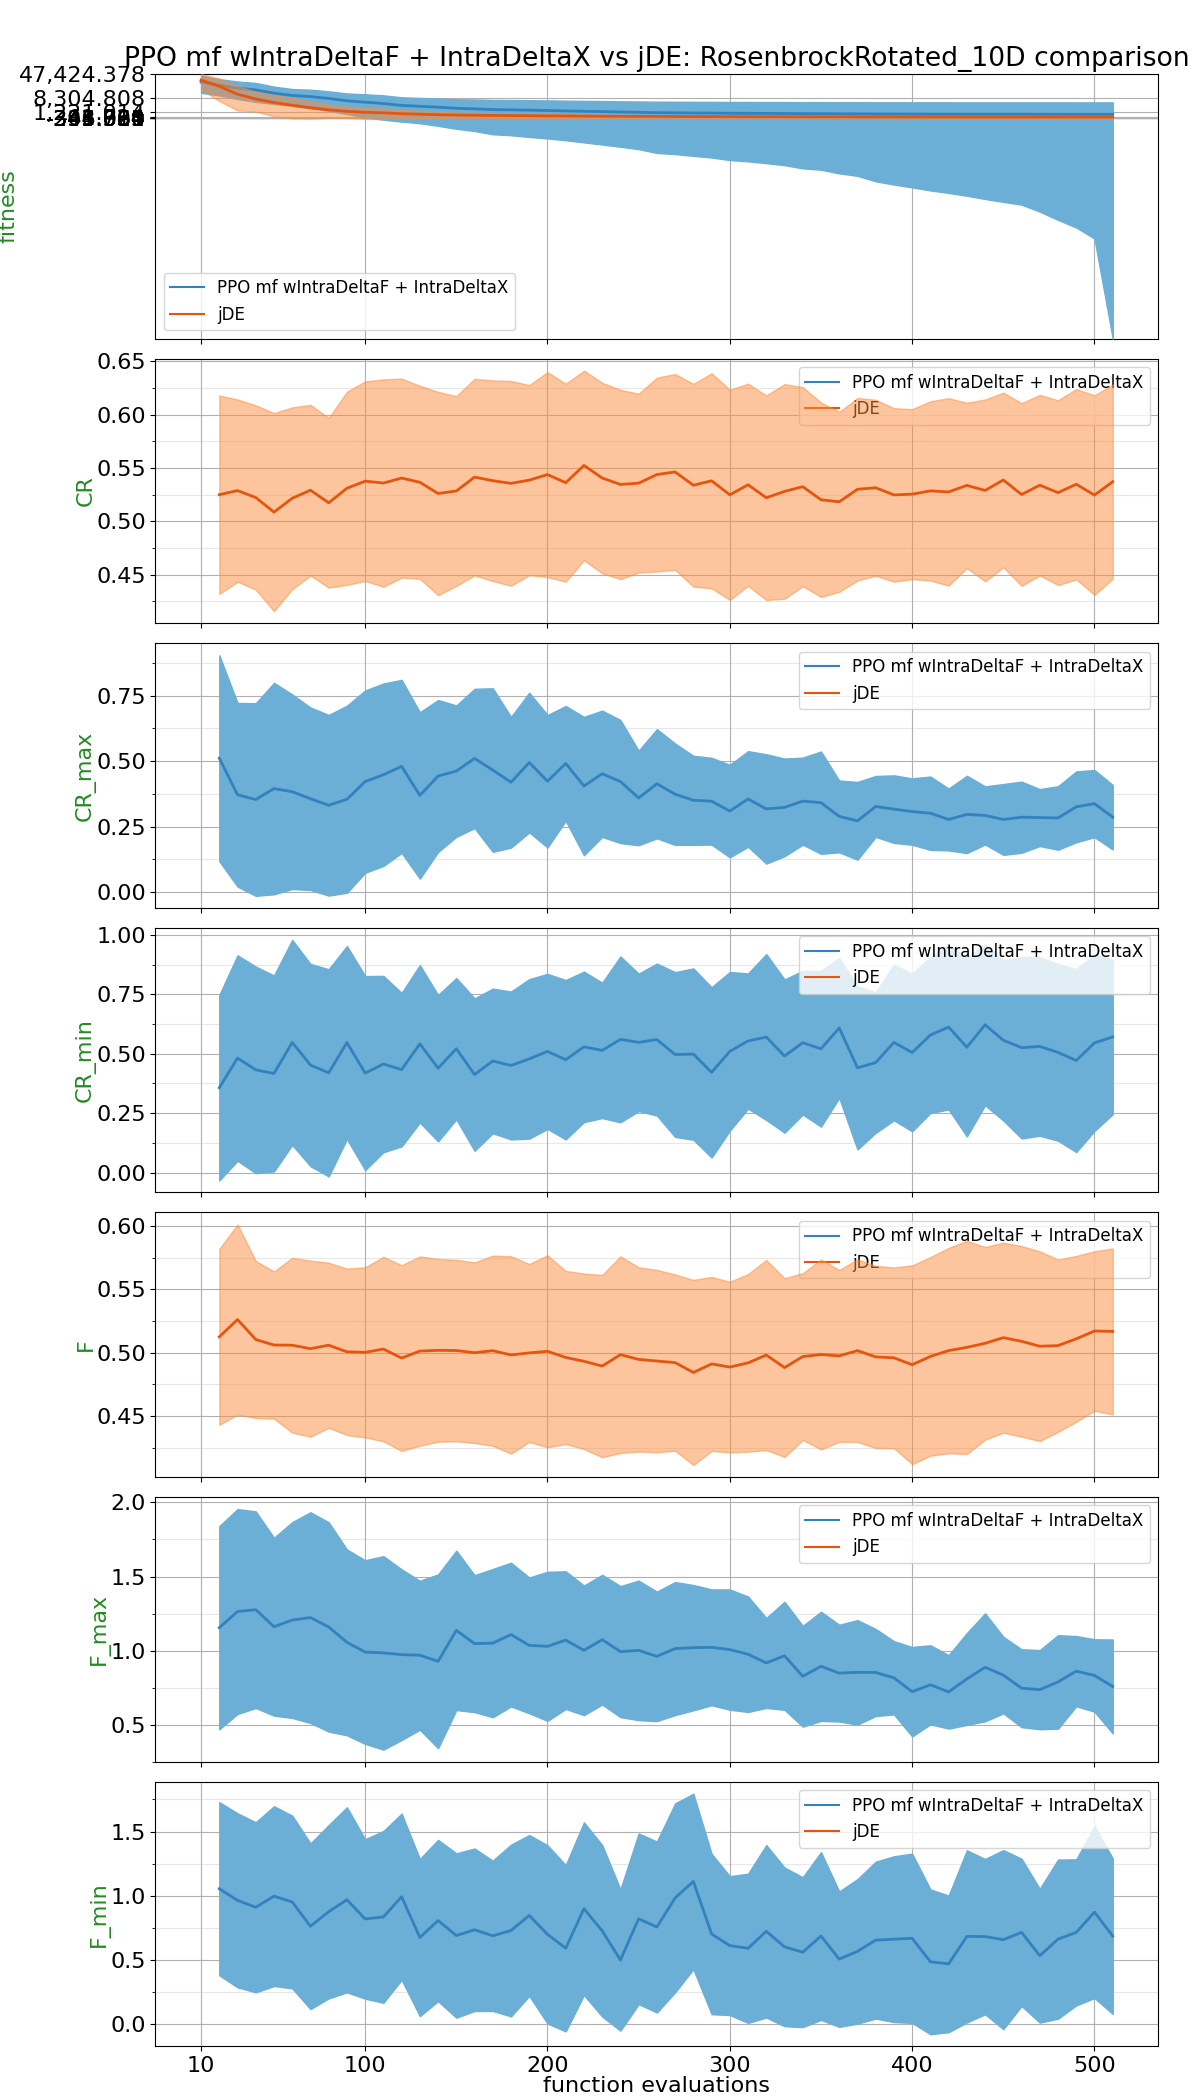 PPO mf wIntraDeltaF + IntraDeltaX vs jDE: RosenbrockRotated_10D comparison
47,424.378
8,304.808
fitness
PPO mf wIntraDeltaF + IntraDeltaX
jDE
0.65
0.60
0.55
0.50
0.45
CR
PPO mf wIntraDeltaF + IntraDeltaX
jDE
0.75
0.50
0.25
0.00
CR_max
PPO mf wIntraDeltaF + IntraDeltaX
jDE
1.00
0.75
0.50
0.25
0.00
CR_min
PPO mf wIntraDeltaF + IntraDeltaX
jDE
0.60
0.55
0.50
0.45
F
PPO mf wIntraDeltaF + IntraDeltaX
jDE
2.0
1.5
1.0
0.5
F_max
PPO mf wIntraDeltaF + IntraDeltaX
jDE
1.5
1.0
0.5
0.0
F_min
PPO mf wIntraDeltaF + IntraDeltaX
jDE
10 100 200 300 400 500
function evaluations